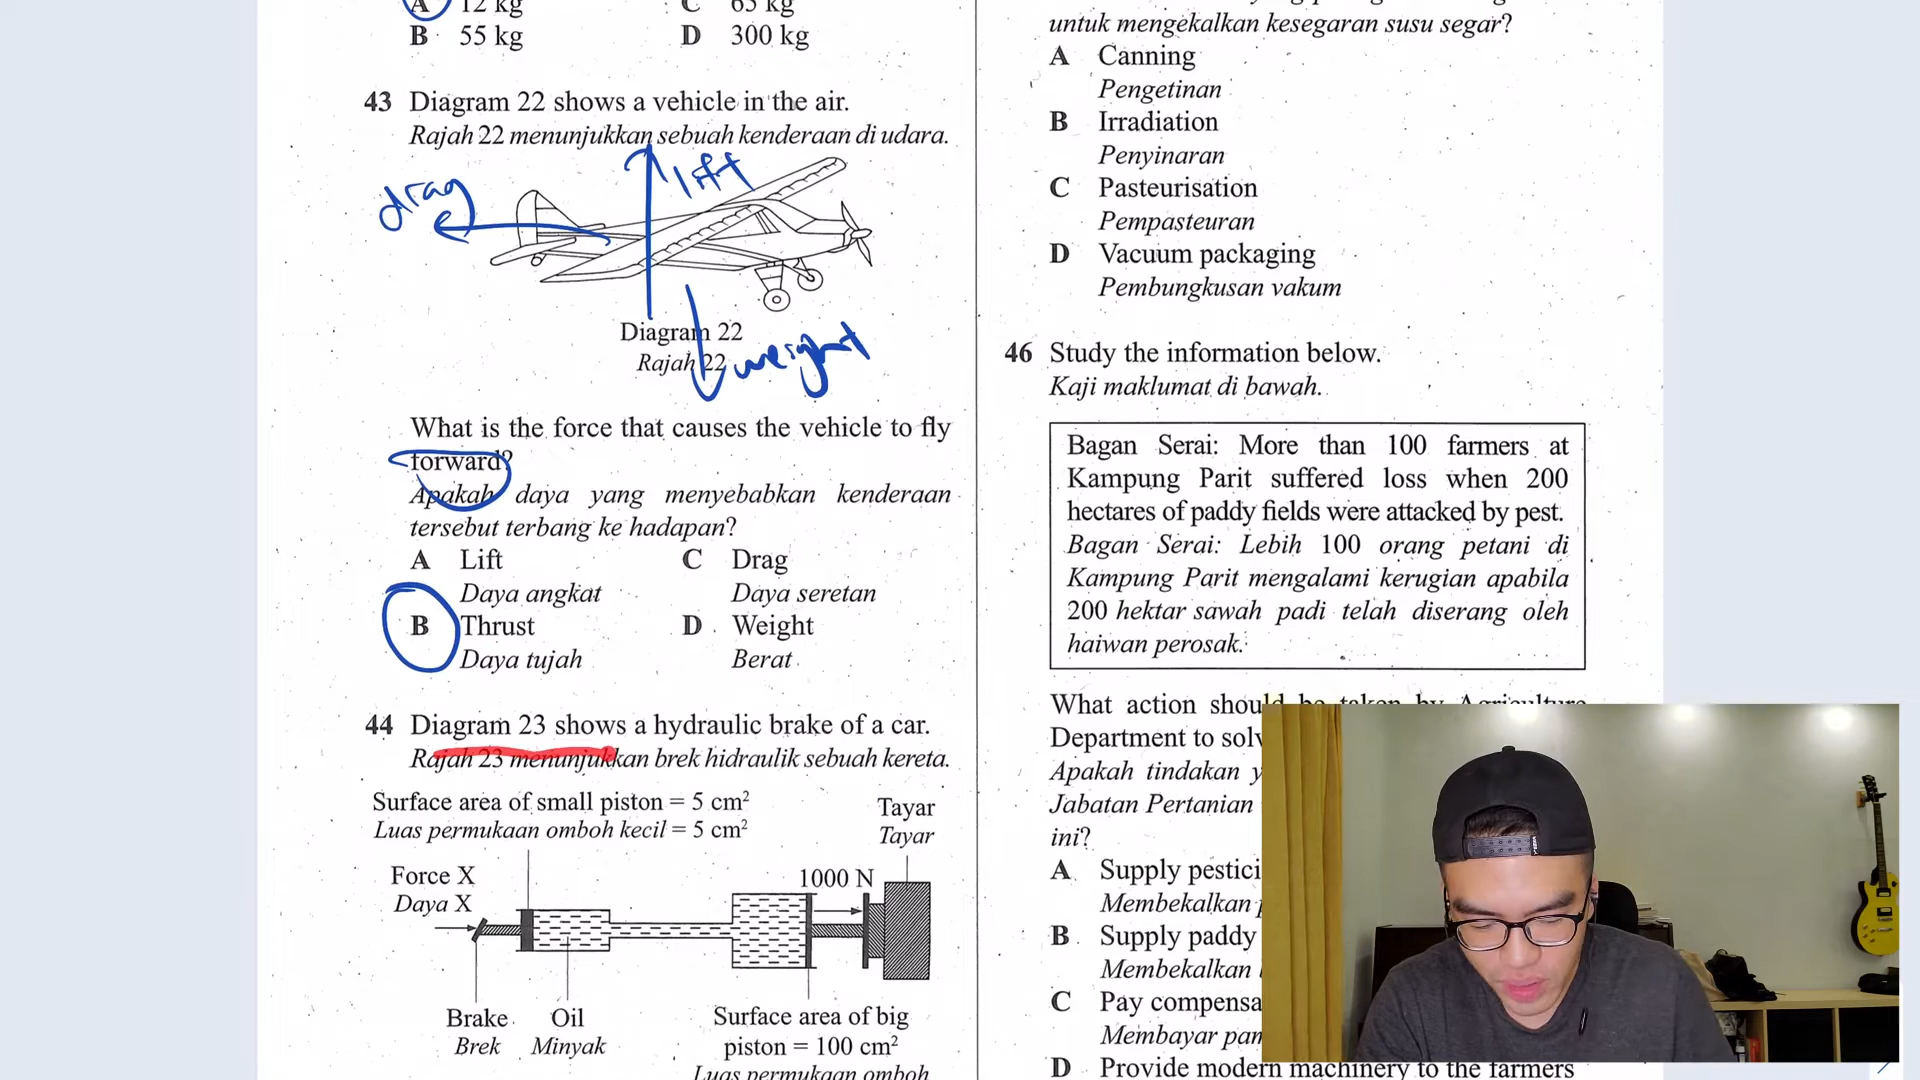 A 12 kg C 65 kg
B 55 kg D 300 kg
43 Diagram 22 shows a vehicle in the air.
Rajah 22 menunjukkan sebuah kenderaan di udara.
drag
lift
Diagram 22
Rajah 22
weight
What is the force that causes the vehicle to fly
forward?
Apakah daya yang menyebabkan kenderaan
tersebut terbang ke hadapan?
A Lift C Drag
Daya angkat Daya seretan
B Thrust D Weight
Daya tujah Berat
44 Diagram 23 shows a hydraulic brake of a car.
Rajah 23 menunjukkan brek hidraulik sebuah kereta.
Surface area of small piston = 5 cm²
Luas permukaan omboh kecil = 5 cm²
Tayar
Tayar
Force X
Daya X
1000 N
Brake
Brek
Oil
Minyak
Surface area of big
piston = 100 cm²
Luas permukaan omboh
untuk mengekalkan kesegaran susu segar?
A Canning
Pengetinan
B Irradiation
Penyinaran
C Pasteurisation
Pempasteuran
D Vacuum packaging
Pembungkusan vakum
46 Study the information below.
Kaji maklumat di bawah.
Bagan Serai: More than 100 farmers at
Kampung Parit suffered loss when 200
hectares of paddy fields were attacked by pest.
Bagan Serai: Lebih 100 orang petani di
Kampung Parit mengalami kerugian apabila
200 hektar sawah padi telah diserang oleh
haiwan perosak.
What action should be taken by Agriculture
Department to solv
Apakah tindakan y
Jabatan Pertanian
ini?
A Supply pestici
Membekalkan
B Supply paddy
Membekalkan
C Pay compensa
Membayar pam
D Provide modern machinery to the farmers